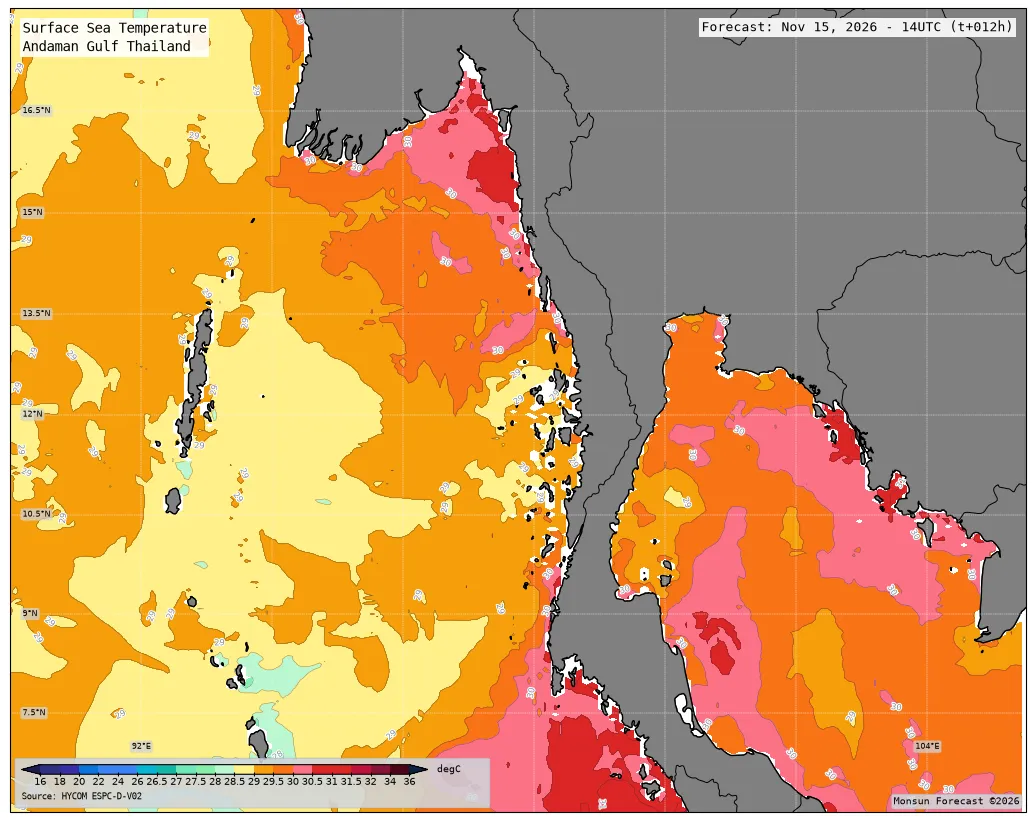 Surface Sea Temperature
Andaman Gulf Thailand
Forecast: Nov 15, 2026 - 14UTC (t+012h)
16.5°N
15°N
13.5°N
12°N
10.5°N
9°N
7.5°N
92°E
104°E
degC
16 18 20 22 24 26 26.5 27 27.5 28 28.5 29 29.5 30 30.5 31 31.5 32 33 34 36
Source: HYCOM ESPC-D-V02
Monsun Forecast ©2026